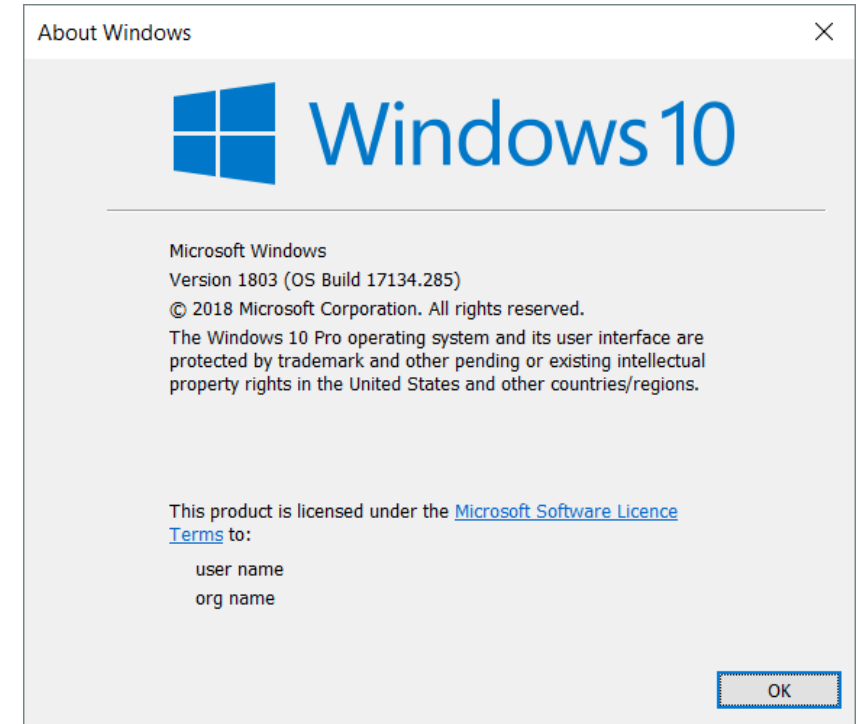 About Windows
Windows 10
Microsoft Windows
Version 1803 (OS Build 17134.285)
© 2018 Microsoft Corporation. All rights reserved.
The Windows 10 Pro operating system and its user interface are
protected by trademark and other pending or existing intellectual
property rights in the United States and other countries/regions.
This product is licensed under the Microsoft Software Licence
Terms to:
user name
org name
OK